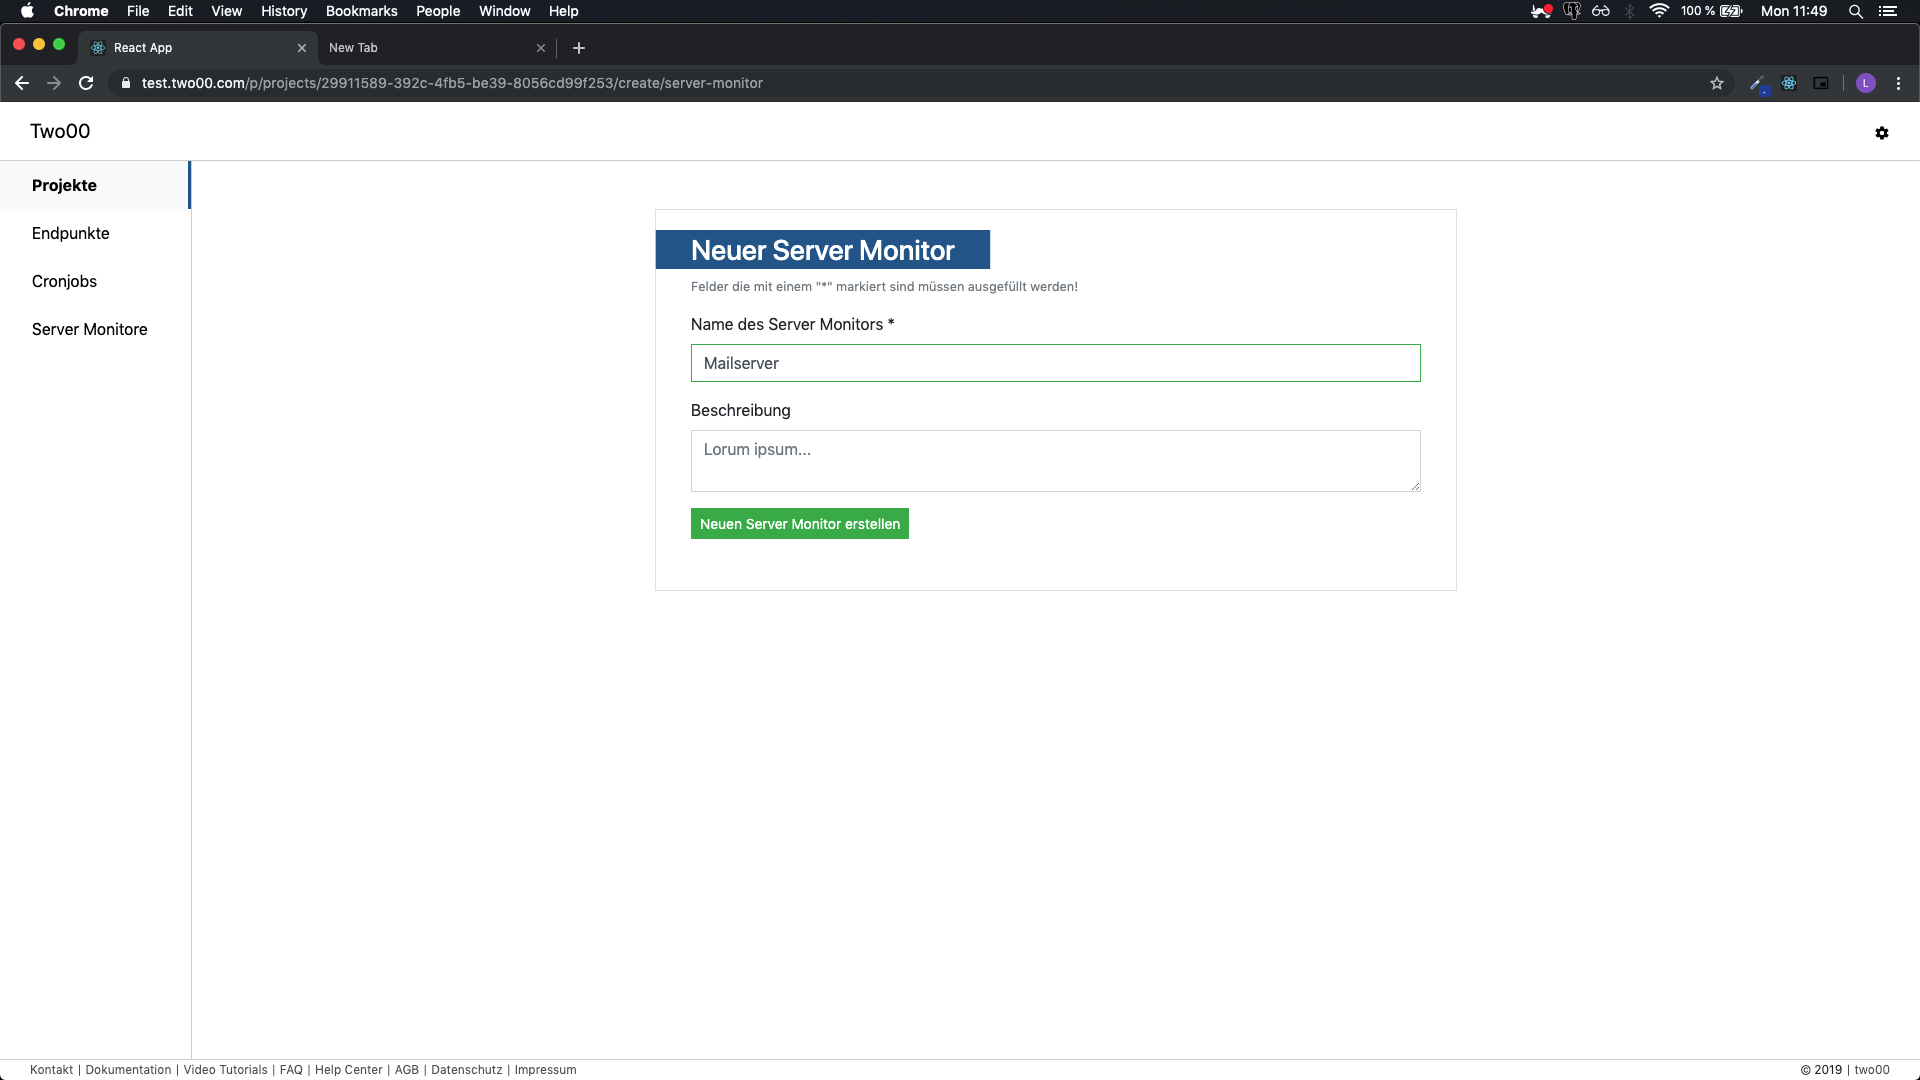 Chrome File Edit View History Bookmarks People Window Help 100 % Mon 11:49
React App New Tab
test.two00.com/p/projects/29911589-392c-4fb5-be39-8056cd99f253/create/server-monitor L
Two00
Projekte
Endpunkte
Cronjobs
Server Monitore
Neuer Server Monitor
Felder die mit einem "*" markiert sind müssen ausgefüllt werden!
Name des Server Monitors *
Mailserver
Beschreibung
Lorum ipsum...
Neuen Server Monitor erstellen
Kontakt | Dokumentation | Video Tutorials | FAQ | Help Center | AGB | Datenschutz | Impressum
© 2019 | two00